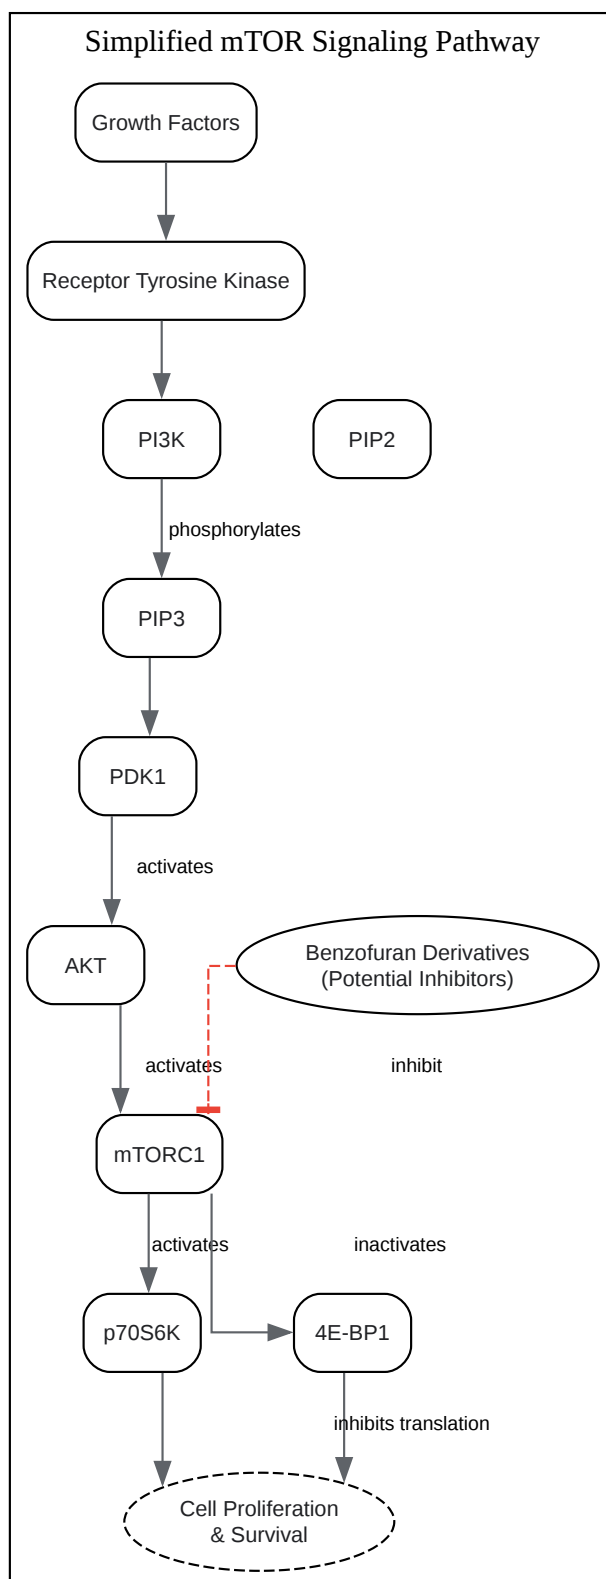 Simplified mTOR Signaling Pathway
Growth Factors
Receptor Tyrosine Kinase
PI3K
PIP2
phosphorylates
PIP3
PDK1
activates
AKT
Benzofuran Derivatives
(Potential Inhibitors)
activates
inhibit
mTORC1
activates
inactivates
p70S6K
4E-BP1
inhibits translation
Cell Proliferation
& Survival